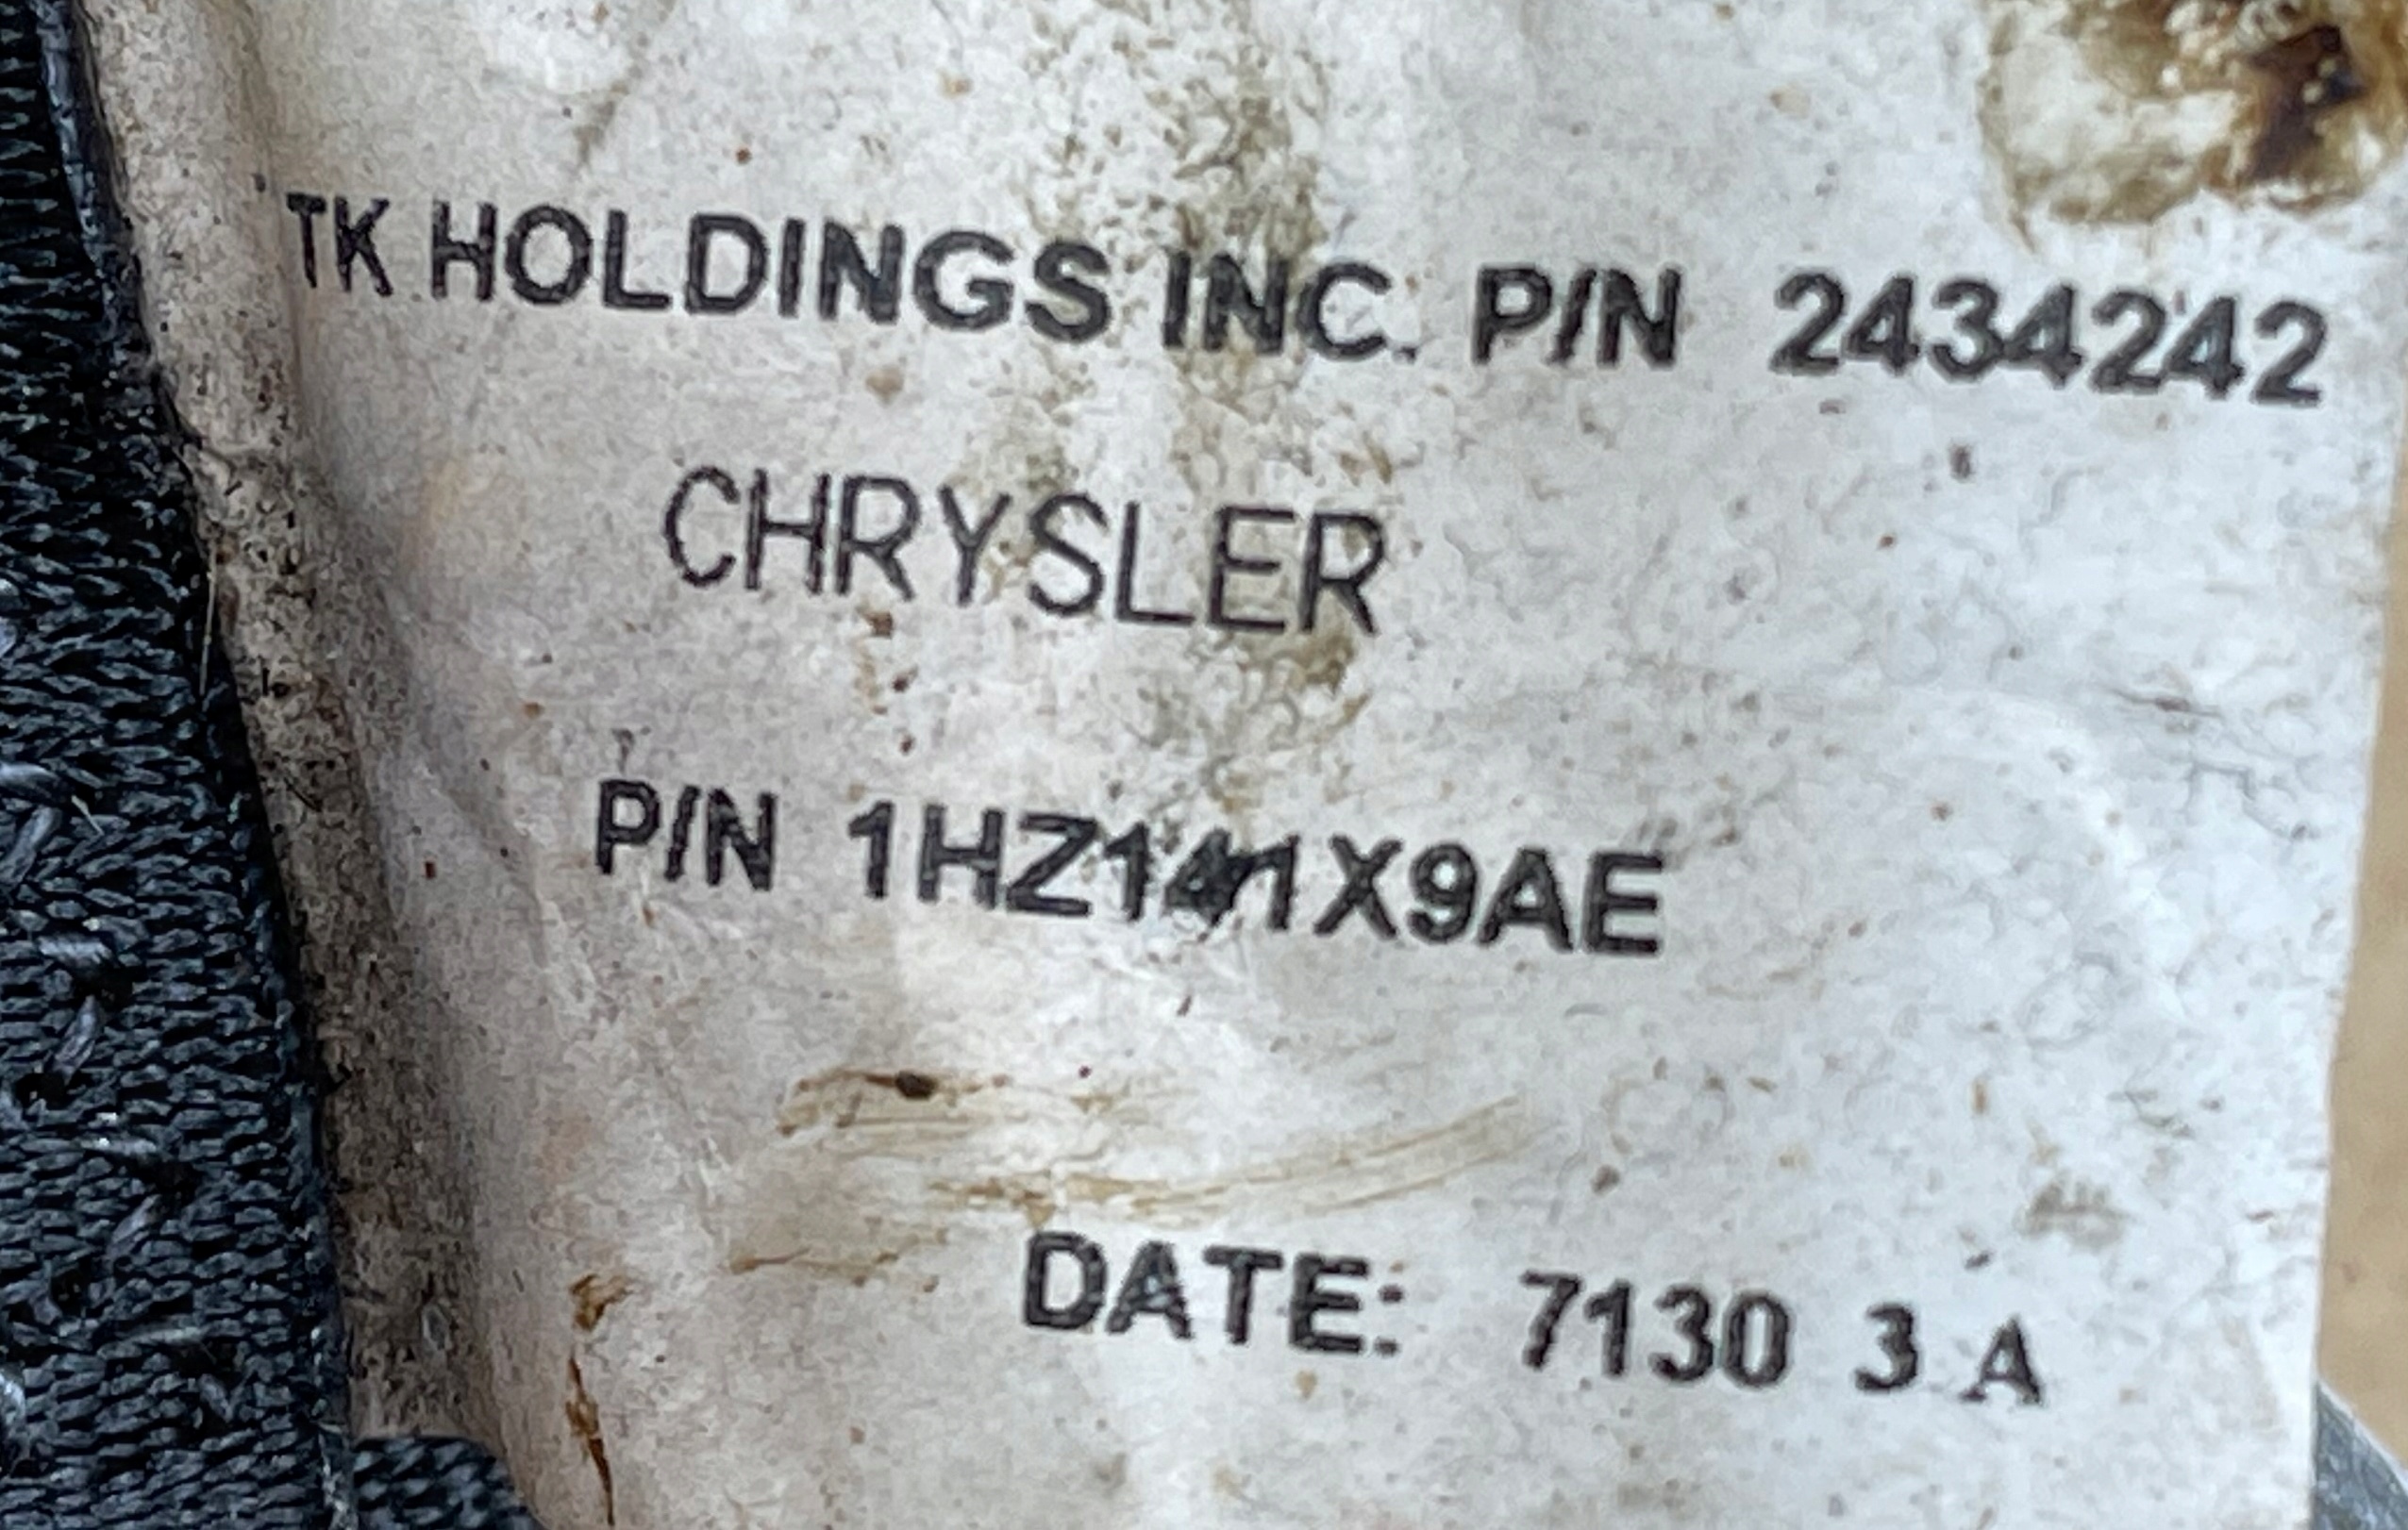 TK HOLDINGS INC. P/N 2434242
CHRYSLER
P/N 1HZ141X9AE
DATE: 7130 3 A